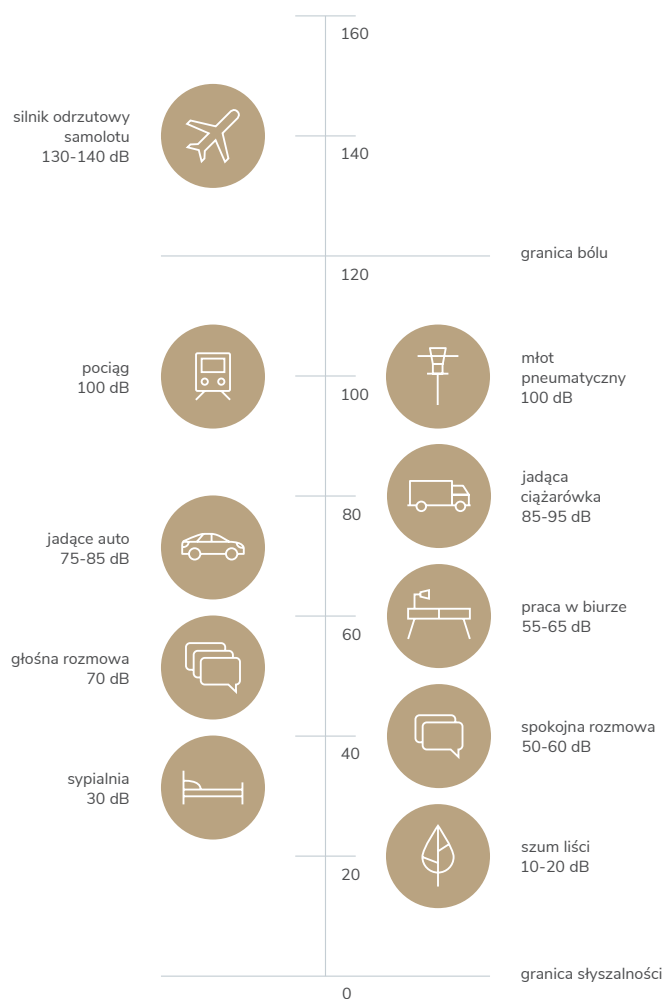 160
silnik odrzutowy
samolotu
130-140 dB
140
granica bólu
120
pociąg
100 dB
młot
pneumatyczny
100 dB
100
jadąca
ciążarówka
85-95 dB
80
jadące auto
75-85 dB
praca w biurze
55-65 dB
60
głośna rozmowa
70 dB
spokojna rozmowa
50-60 dB
40
sypialnia
30 dB
szum liści
10-20 dB
20
granica słyszalności
0